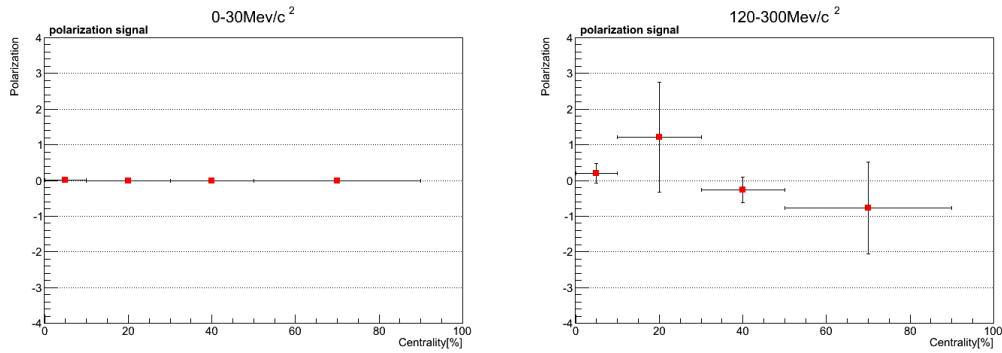 0-30Mev/c 2
polarization signal
Polarization
4
3
2
1
0
-1
-2
-3
-4
0 20 40 60 80 100
Centrality[%]
120-300Mev/c 2
polarization signal
Polarization
4
3
2
1
0
-1
-2
-3
-4
0 20 40 60 80 100
Centrality[%]